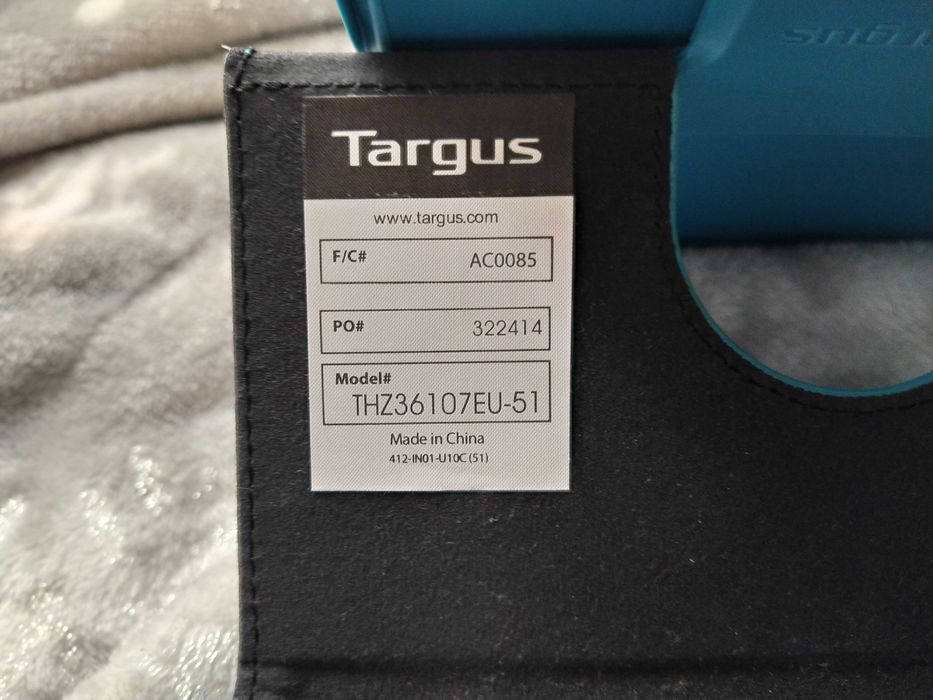 Targus
www.targus.com
F/C# AC0085
PO# 322414
Model#
THZ36107EU-51
Made in China
412-IN01-U10C (51)